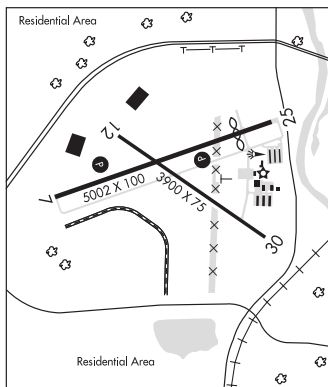 Residential Area
12
25
P
P
7
5002 X 100
3900 X 75
30
Residential Area